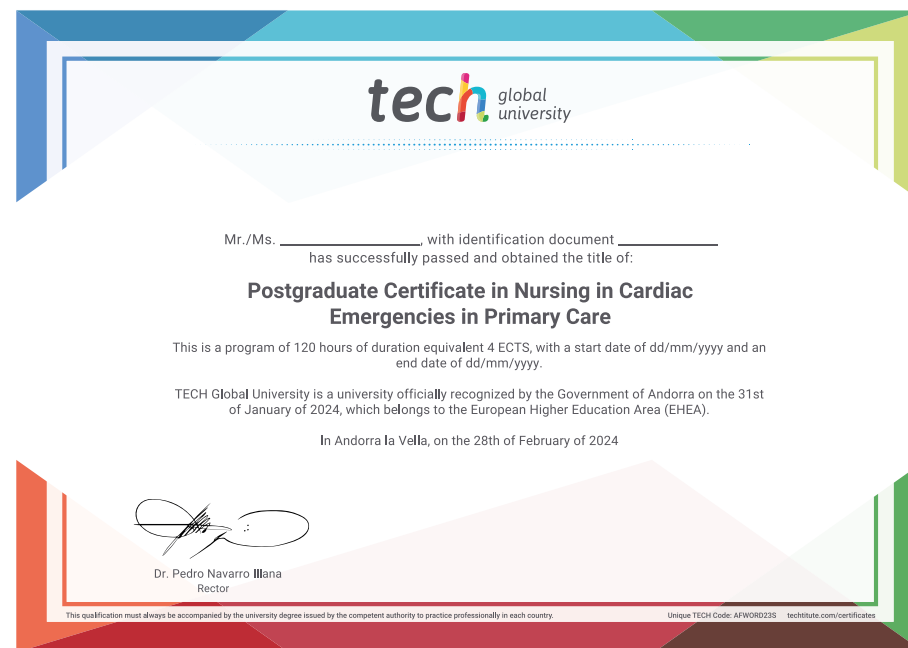 tech global
university
Mr./Ms. ____________, with identification document ____________
has successfully passed and obtained the title of:
Postgraduate Certificate in Nursing in Cardiac
Emergencies in Primary Care
This is a program of 120 hours of duration equivalent 4 ECTS, with a start date of dd/mm/yyyy and an
end date of dd/mm/yyyy.
TECH Global University is a university officially recognized by the Government of Andorra on the 31st
of January of 2024, which belongs to the European Higher Education Area (EHEA).
In Andorra la Vella, on the 28th of February of 2024
Dr. Pedro Navarro Illana
Rector
This qualification must always be accompanied by the university degree issued by the competent authority to practice professionally in each country.
Unique TECH Code: AFWORD23S techtitute.com/certificates